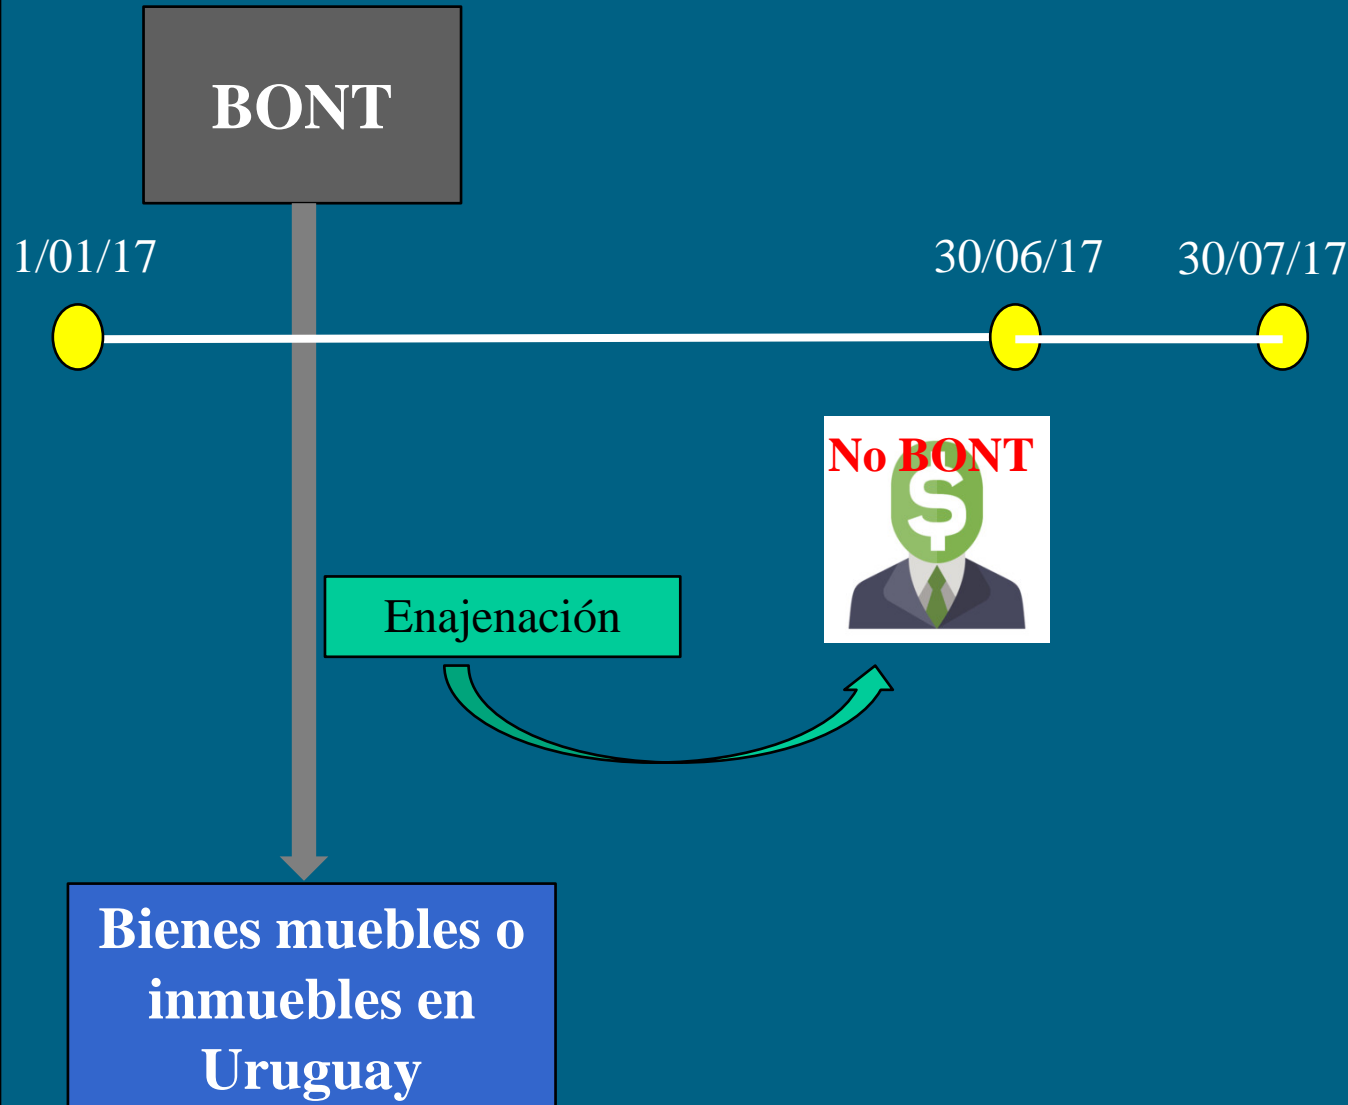 BONT
1/01/17
30/06/17
30/07/17
No BONT
$
Enajenación
Bienes muebles o
inmuebles en
Uruguay